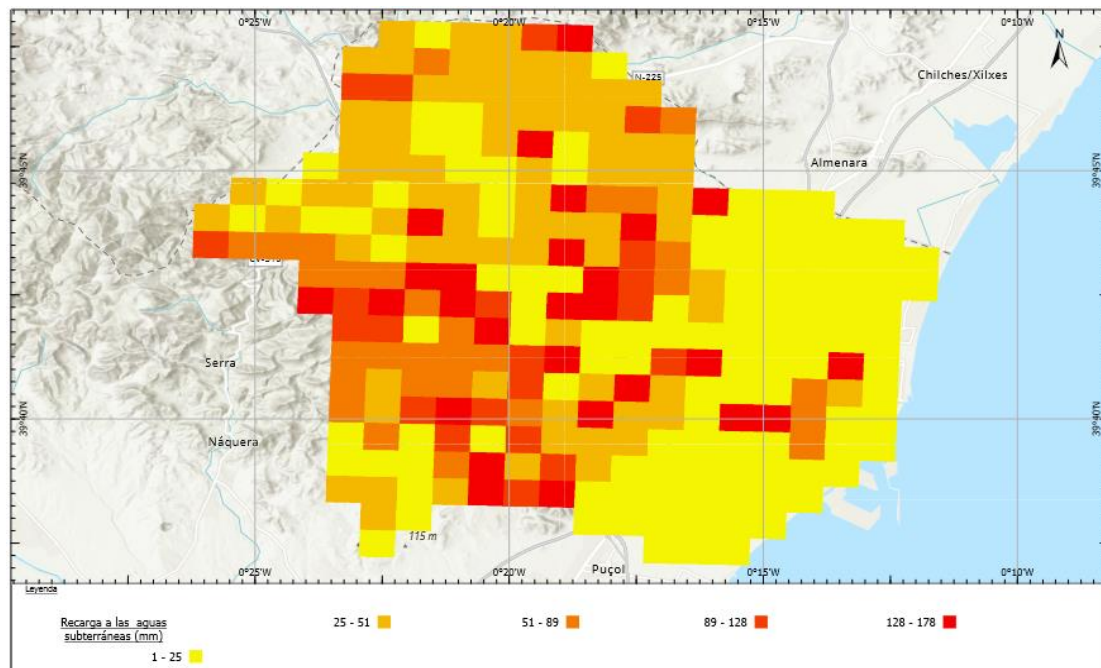 0°25'W 0°20'W 0°15'W 0°10'W
N
N-225
Chilches/Xilxes
Almenara
39°45'N 39°45'N
Serra
39°40'N 39°40'N
Náquera
115 m
Puçol
0°25'W 0°20'W 0°15'W 0°10'W
Leyenda
Recarga a las aguas
subterráneas (mm)
1 - 25
25 - 51
51 - 89
89 - 128
128 - 178